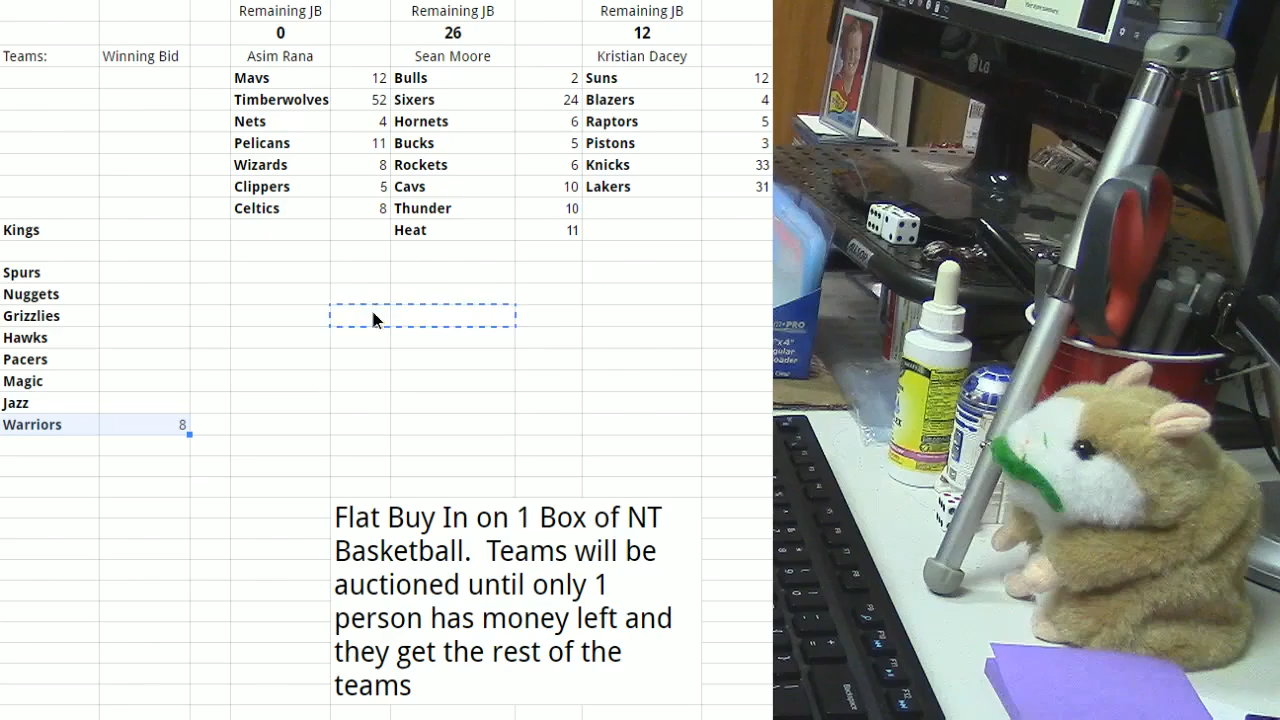 Remaining JB Remaining JB Remaining JB
0 26 12
Teams: Winning Bid Asim Rana Sean Moore Kristian Dacey
Mavs 12 Bulls 2 Suns 12
Timberwolves 52 Sixers 24 Blazers 4
Nets 4 Hornets 6 Raptors 5
Pelicans 11 Bucks 5 Pistons 3
Wizards 8 Rockets 6 Knicks 33
Clippers 5 Cavs 10 Lakers 31
Celtics 8 Thunder 10
Kings Heat 11
Spurs
Nuggets
Grizzlies
Hawks
Pacers
Magic
Jazz
Warriors 8
Flat Buy In on 1 Box of NT
Basketball. Teams will be
auctioned until only 1
person has money left and
they get the rest of the
teams
LG
Backspace